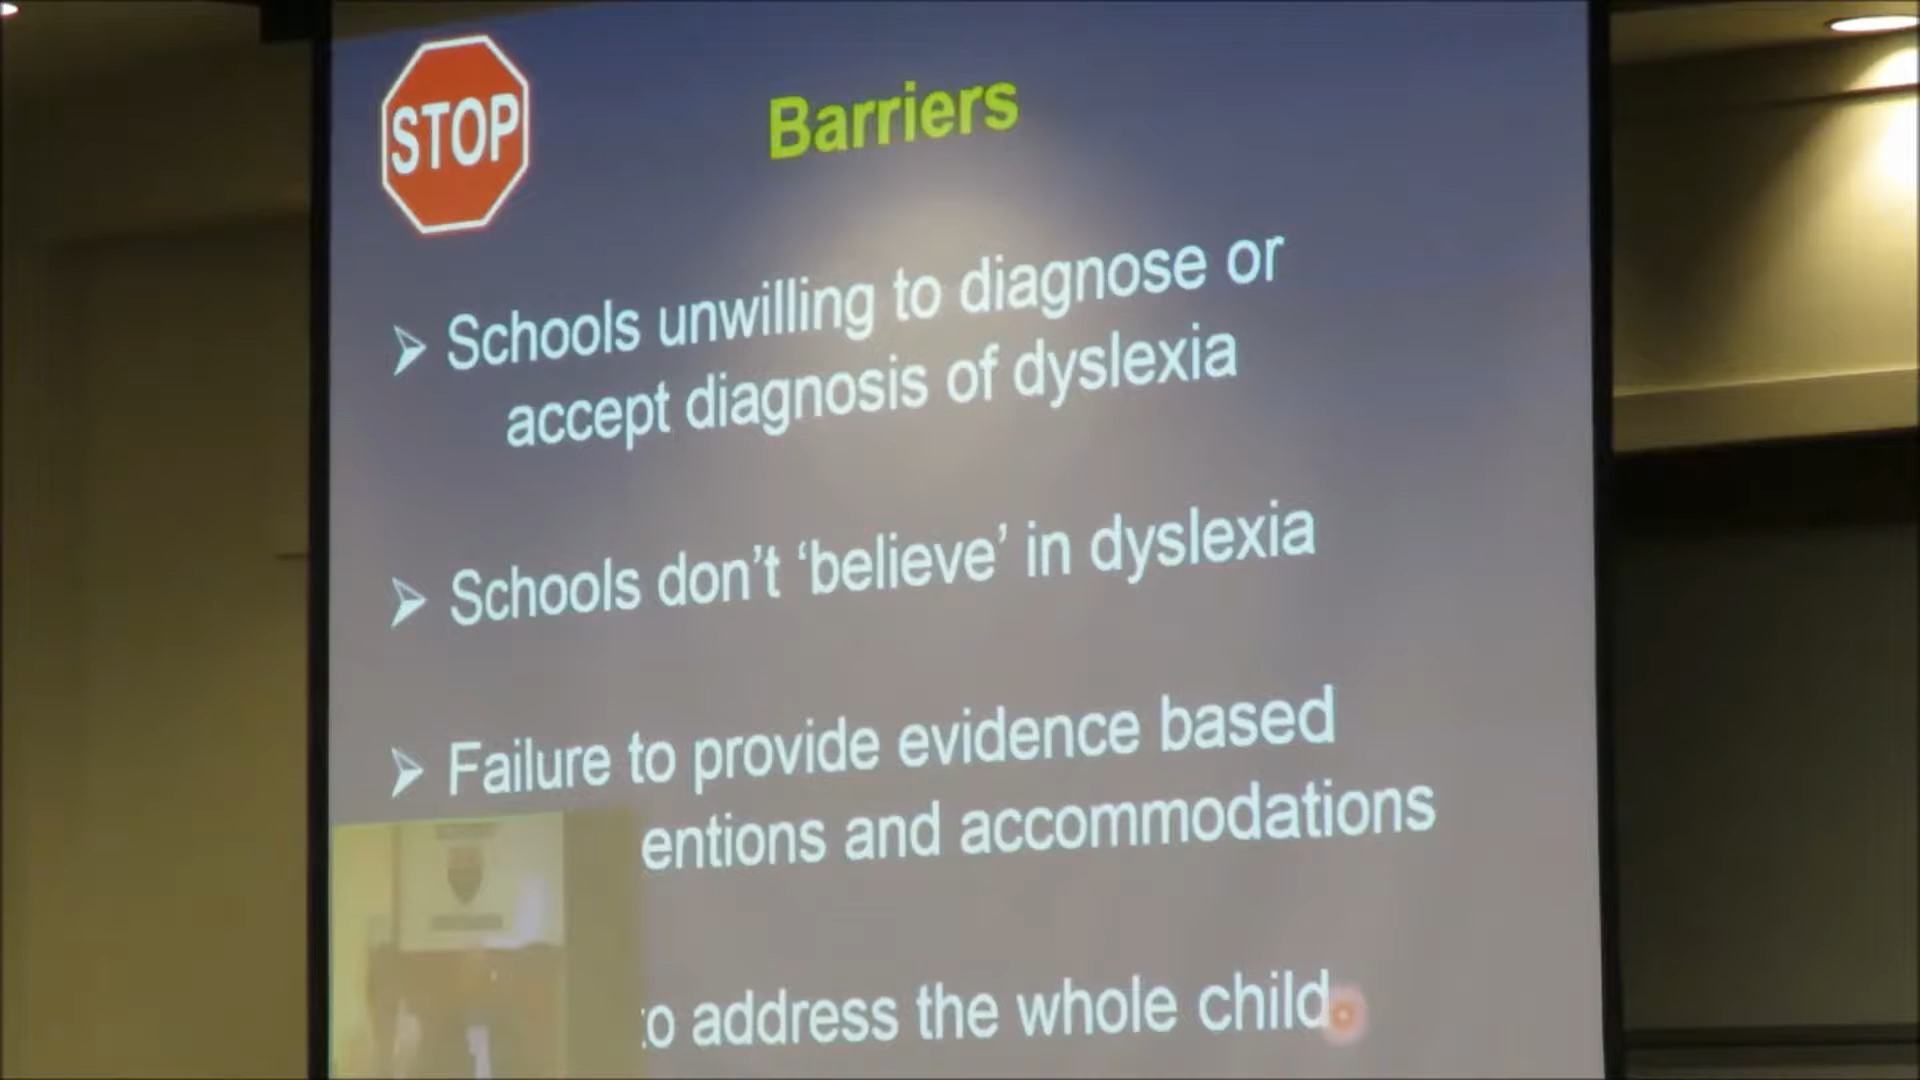 STOP
Barriers
➢ Schools unwilling to diagnose or
accept diagnosis of dyslexia
➢ Schools don’t ‘believe’ in dyslexia
➢ Failure to provide evidence based
entions and accommodations
to address the whole child